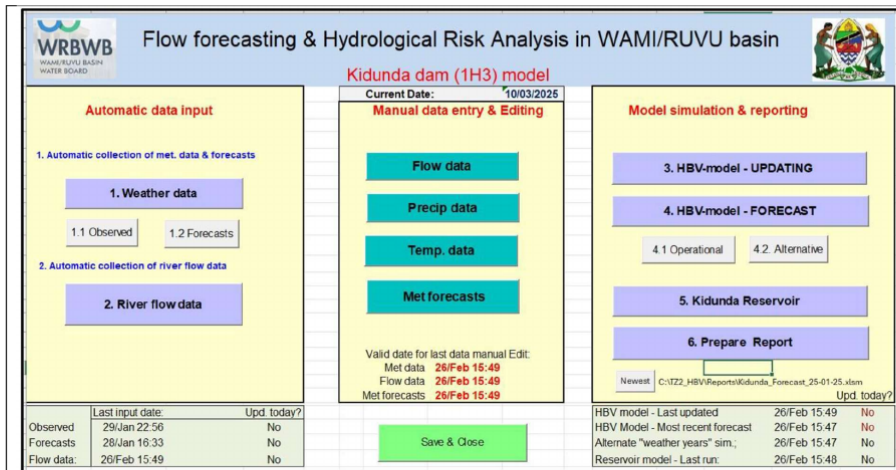 WRBWB
WAMI/RUVU BASIN
WATER BOARD
Flow forecasting & Hydrological Risk Analysis in WAMI/RUVU basin
Kidunda dam (1H3) model
Automatic data input
1. Automatic collection of met. data & forecasts
1. Weather data
1.1 Observed
1.2 Forecasts
2. Automatic collection of river flow data
2. River flow data
Current Date: 10/03/2025
Manual data entry & Editing
Flow data
Precip data
Temp. data
Met forecasts
Valid date for last data manual Edit:
Met data 26/Feb 15:49
Flow data 26/Feb 15:49
Met forecasts 26/Feb 15:49
Model simulation & reporting
3. HBV-model - UPDATING
4. HBV-model - FORECAST
4.1 Operational
4.2. Alternative
5. Kidunda Reservoir
6. Prepare Report
Newest C:\TZ2_HBV\Reports\Kidunda_Forecast_25-01-25.xlsm
Last input date: Upd. today?
Observed 29/Jan 22:56 No
Forecasts 28/Jan 16:33 No
Flow data: 26/Feb 15:49 No
Save & Close
Upd. today?
HBV model - Last updated 26/Feb 15:49 No
HBV Model - Most recent forecast 26/Feb 15:47 No
Alternate "weather years" sim.; 26/Feb 15:47 No
Reservoir model - Last run: 26/Feb 15:48 No